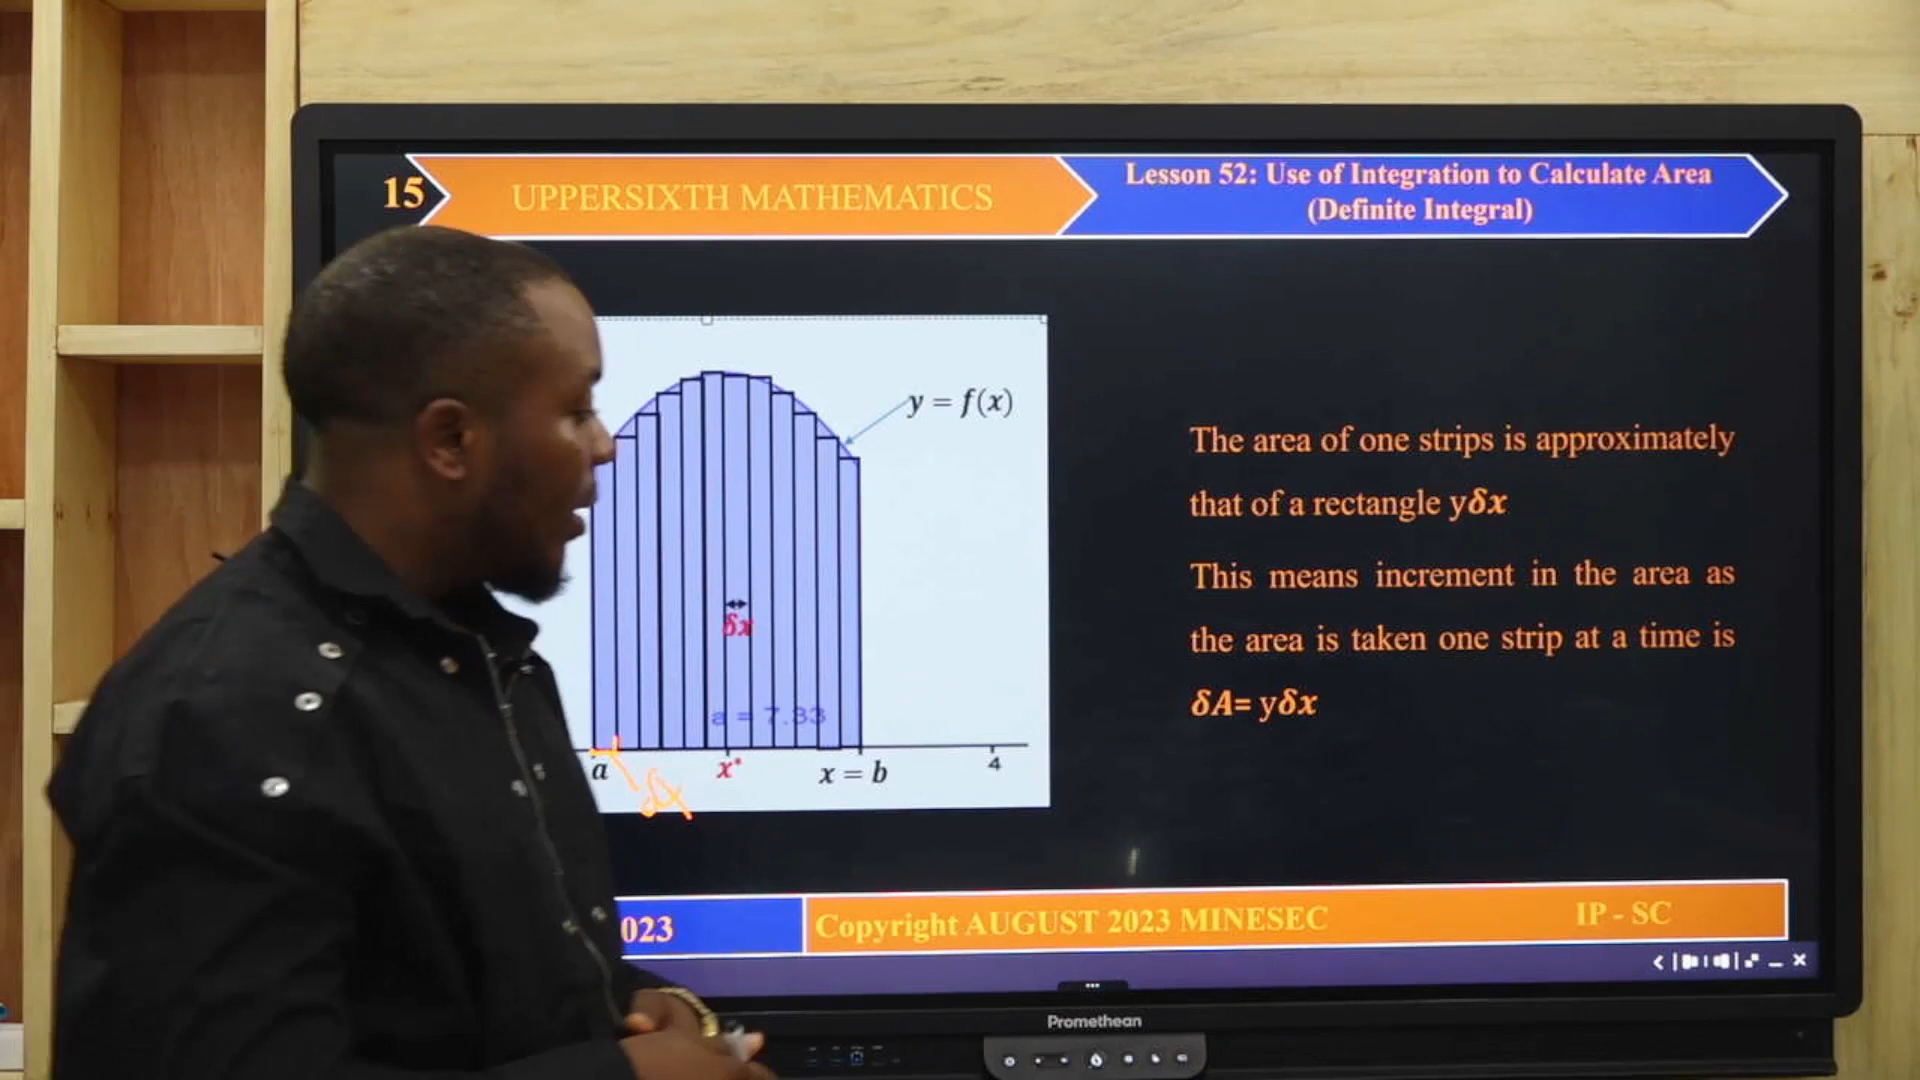 15
UPPERSIXTH MATHEMATICS
Lesson 52: Use of Integration to Calculate Area
(Definite Integral)
y = f(x)
δx
a = 7.33
a
x*
x = b
4
The area of one strips is approximately
that of a rectangle yδx
This means increment in the area as
the area is taken one strip at a time is
δA= yδx
023
Copyright AUGUST 2023 MINESEC
IP - SC
Promethean